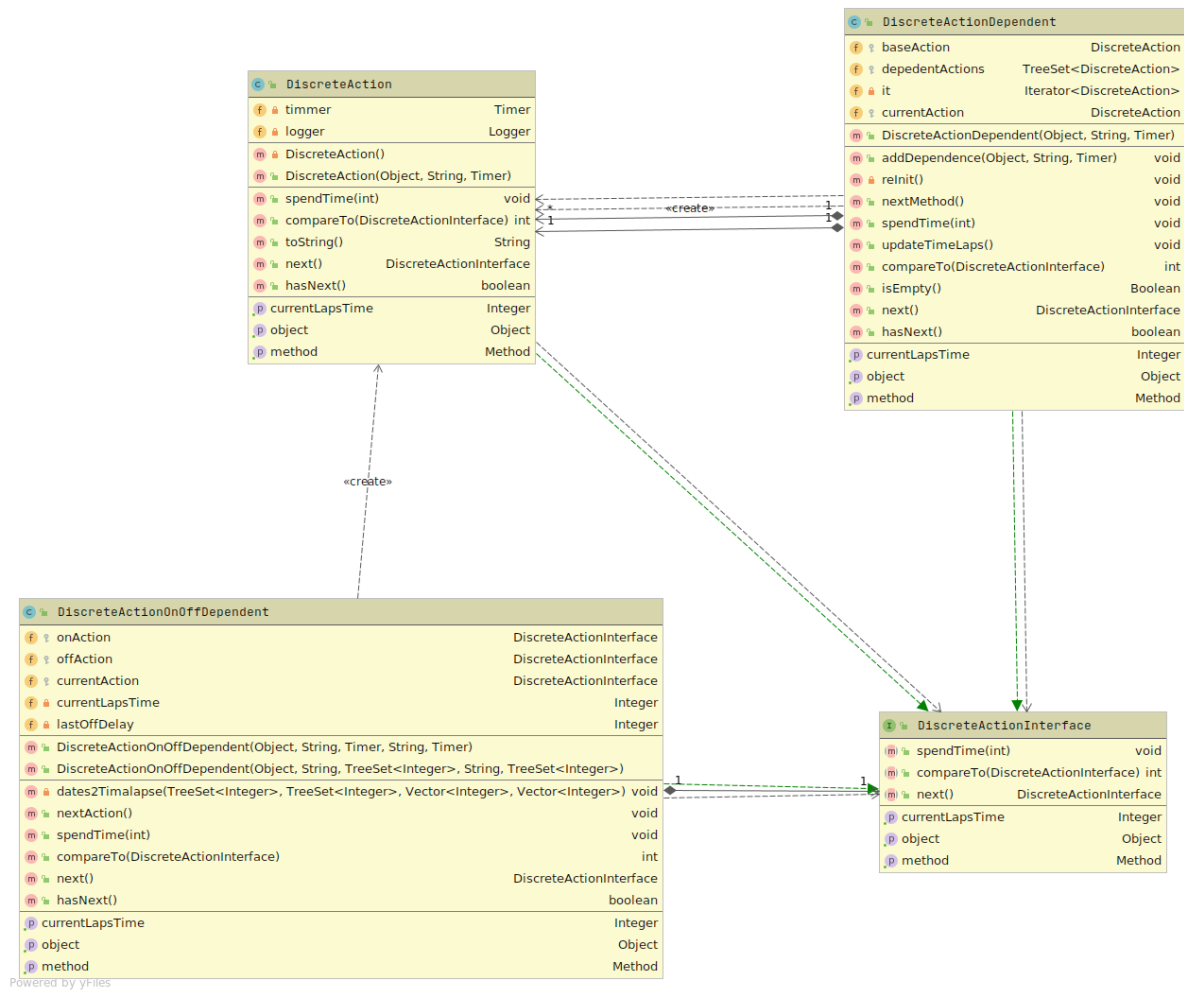 DiscreteActionDependent
baseAction DiscreteAction
depedentActions TreeSet<DiscreteAction>
it Iterator<DiscreteAction>
currentAction DiscreteAction
DiscreteActionDependent(Object, String, Timer)
addDependence(Object, String, Timer) void
reInit() void
nextMethod() void
spendTime(int) void
updateTimeLaps() void
compareTo(DiscreteActionInterface) int
isEmpty() Boolean
next() DiscreteActionInterface
hasNext() boolean
currentLapsTime Integer
object Object
method Method
DiscreteAction
timmer Timer
logger Logger
DiscreteAction()
DiscreteAction(Object, String, Timer)
spendTime(int) void
compareTo(DiscreteActionInterface) int
toString() String
next() DiscreteActionInterface
hasNext() boolean
currentLapsTime Integer
object Object
method Method
«create»
1
*
1
1
«create»
DiscreteActionOnOffDependent
onAction DiscreteActionInterface
offAction DiscreteActionInterface
currentAction DiscreteActionInterface
currentLapsTime Integer
lastOffDelay Integer
DiscreteActionOnOffDependent(Object, String, Timer, String, Timer)
DiscreteActionOnOffDependent(Object, String, TreeSet<Integer>, String, TreeSet<Integer>)
dates2Timalapse(TreeSet<Integer>, TreeSet<Integer>, Vector<Integer>, Vector<Integer>) void
nextAction() void
spendTime(int) void
compareTo(DiscreteActionInterface) int
next() DiscreteActionInterface
hasNext() boolean
currentLapsTime Integer
object Object
method Method
1
1
DiscreteActionInterface
spendTime(int) void
compareTo(DiscreteActionInterface) int
next() DiscreteActionInterface
currentLapsTime Integer
object Object
method Method
Powered by yFiles